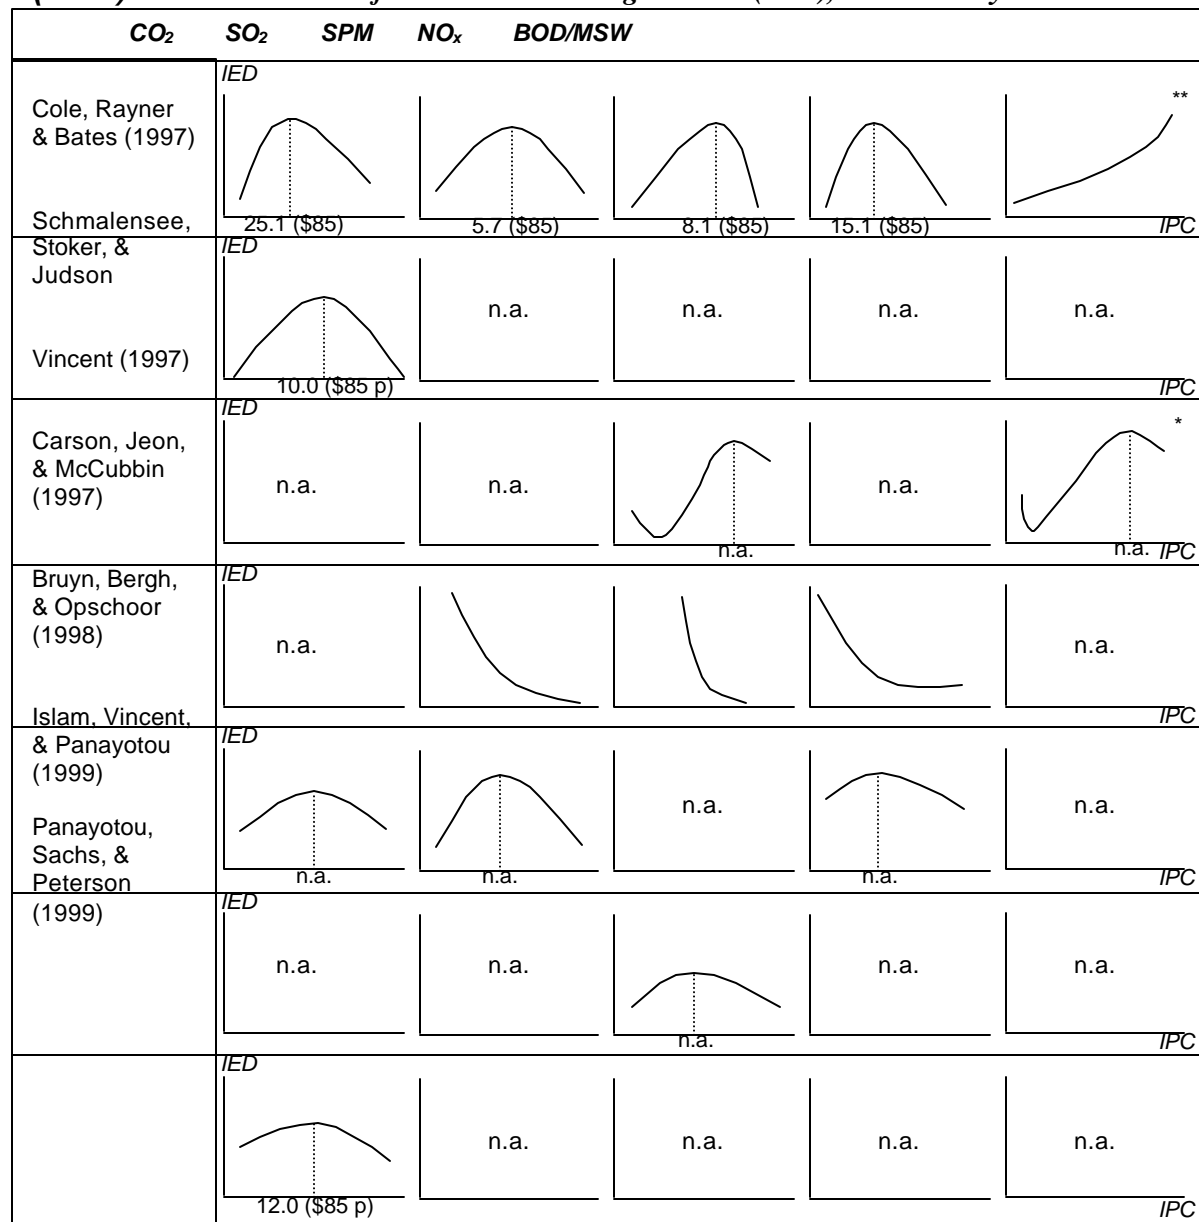 CO₂ SO₂ SPM NOₓ BOD/MSW
IED
Cole, Rayner
& Bates (1997)
**
Schmalensee,
25.1 ($85) 5.7 ($85) 8.1 ($85) 15.1 ($85) IPC
Stoker, &
Judson
IED
n.a. n.a. n.a. n.a.
Vincent (1997)
10.0 ($85 p) IPC
IED
Carson, Jeon,
& McCubbin
(1997)
*
n.a. n.a. n.a.
n.a. n.a. IPC
Bruyn, Bergh,
& Opschoor
(1998)
IED
n.a. n.a.
Islam, Vincent,
IPC
& Panayotou
(1999)
IED
n.a. n.a.
Panayotou,
Sachs, &
Peterson
n.a. n.a. n.a. IPC
(1999)
IED
n.a. n.a. n.a. n.a.
n.a. IPC
IED
n.a. n.a. n.a. n.a.
12.0 ($85 p) IPC